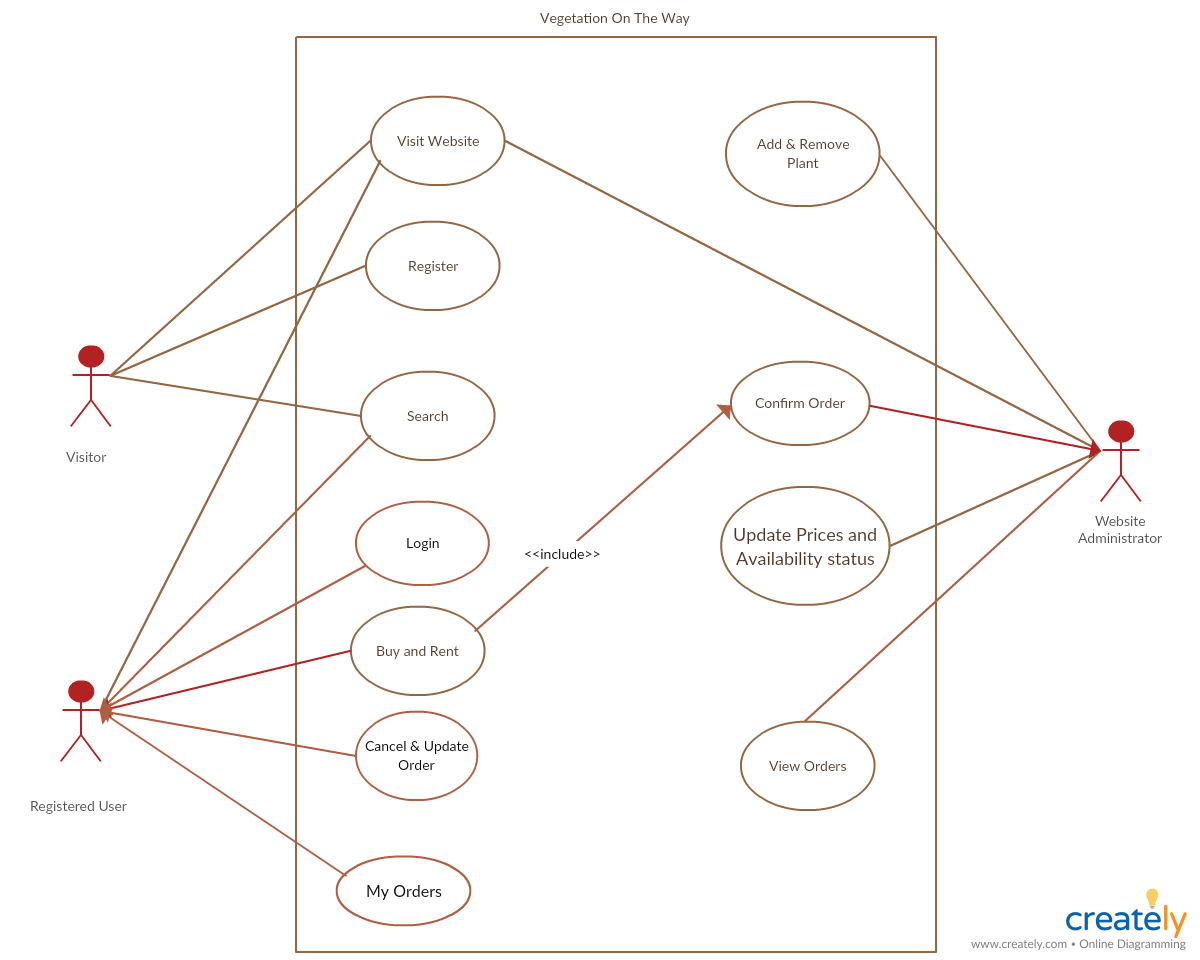 Vegetation On The Way
Visit Website
Add & Remove
Plant
Register
Search
Confirm Order
Visitor
Login
<<include>>
Update Prices and
Availability status
Website
Administrator
Buy and Rent
Cancel & Update
Order
View Orders
Registered User
My Orders
creately
www.creately.com • Online Diagramming